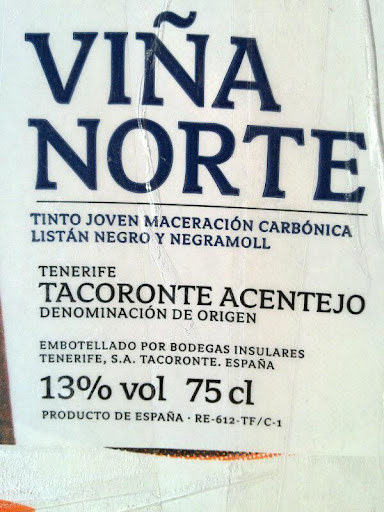 VIÑA
NORTE
TINTO JOVEN MACERACIÓN CARBÓNICA
LISTÁN NEGRO Y NEGRAMOLL
TENERIFE
TACORONTE ACENTEJO
DENOMINACIÓN DE ORIGEN
EMBOTELLADO POR BODEGAS INSULARES
TENERIFE, S.A. TACORONTE. ESPAÑA
13% vol 75 cl
PRODUCTO DE ESPAÑA · RE-612-TF/C-1